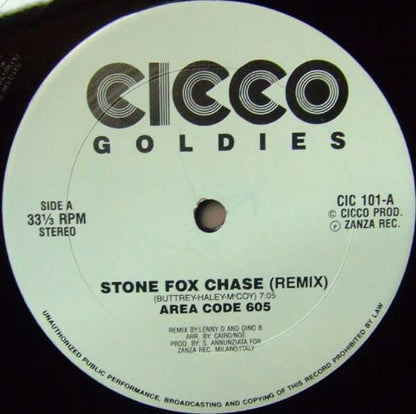 CICCO
GOLDIES
SIDE A
33⅓ RPM
STEREO
CIC 101-A
© CICCO PROD.
℗ ZANZA REC.
STONE FOX CHASE (REMIX)
(BUTTREY-HALEY-McCOY) 7:05
AREA CODE 605
REMIX BY LENNY D AND DINO B
ARR. BY CAIRO/NOE
PROD. BY S. ANNUNZIATA FOR
ZANZA REC. MILANO/ITALY
UNAUTHORIZED PUBLIC PERFORMANCE, BROADCASTING AND COPYING OF THIS RECORD PROHIBITED BY LAW